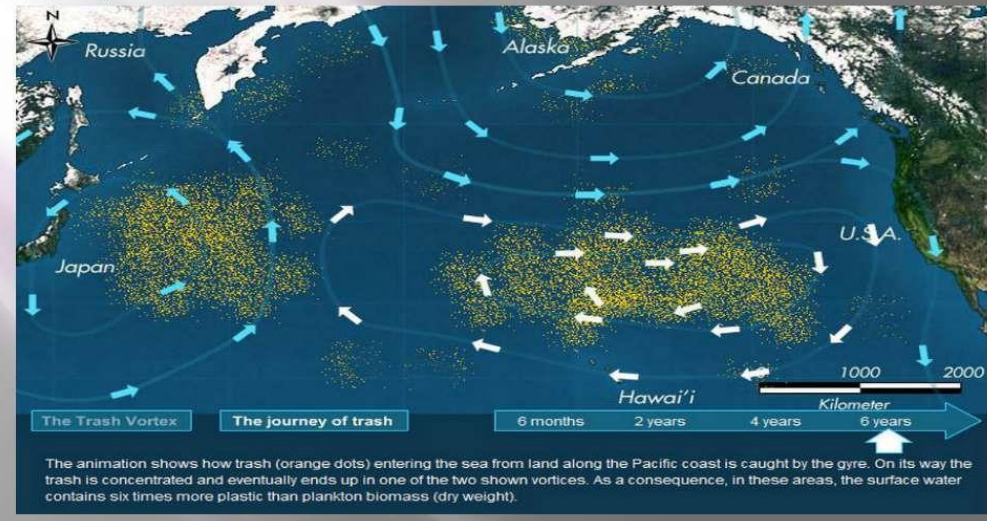 N
Russia
Alaska
Canada
U.S.A.
Japan
Hawai'i
0 1000 2000
Kilometer
The Trash Vortex
The journey of trash
6 months 2 years 4 years 6 years
The animation shows how trash (orange dots) entering the sea from land along the Pacific coast is caught by the gyre. On its way the
trash is concentrated and eventually ends up in one of the two shown vortices. As a consequence, in these areas, the surface water
contains six times more plastic than plankton biomass (dry weight).